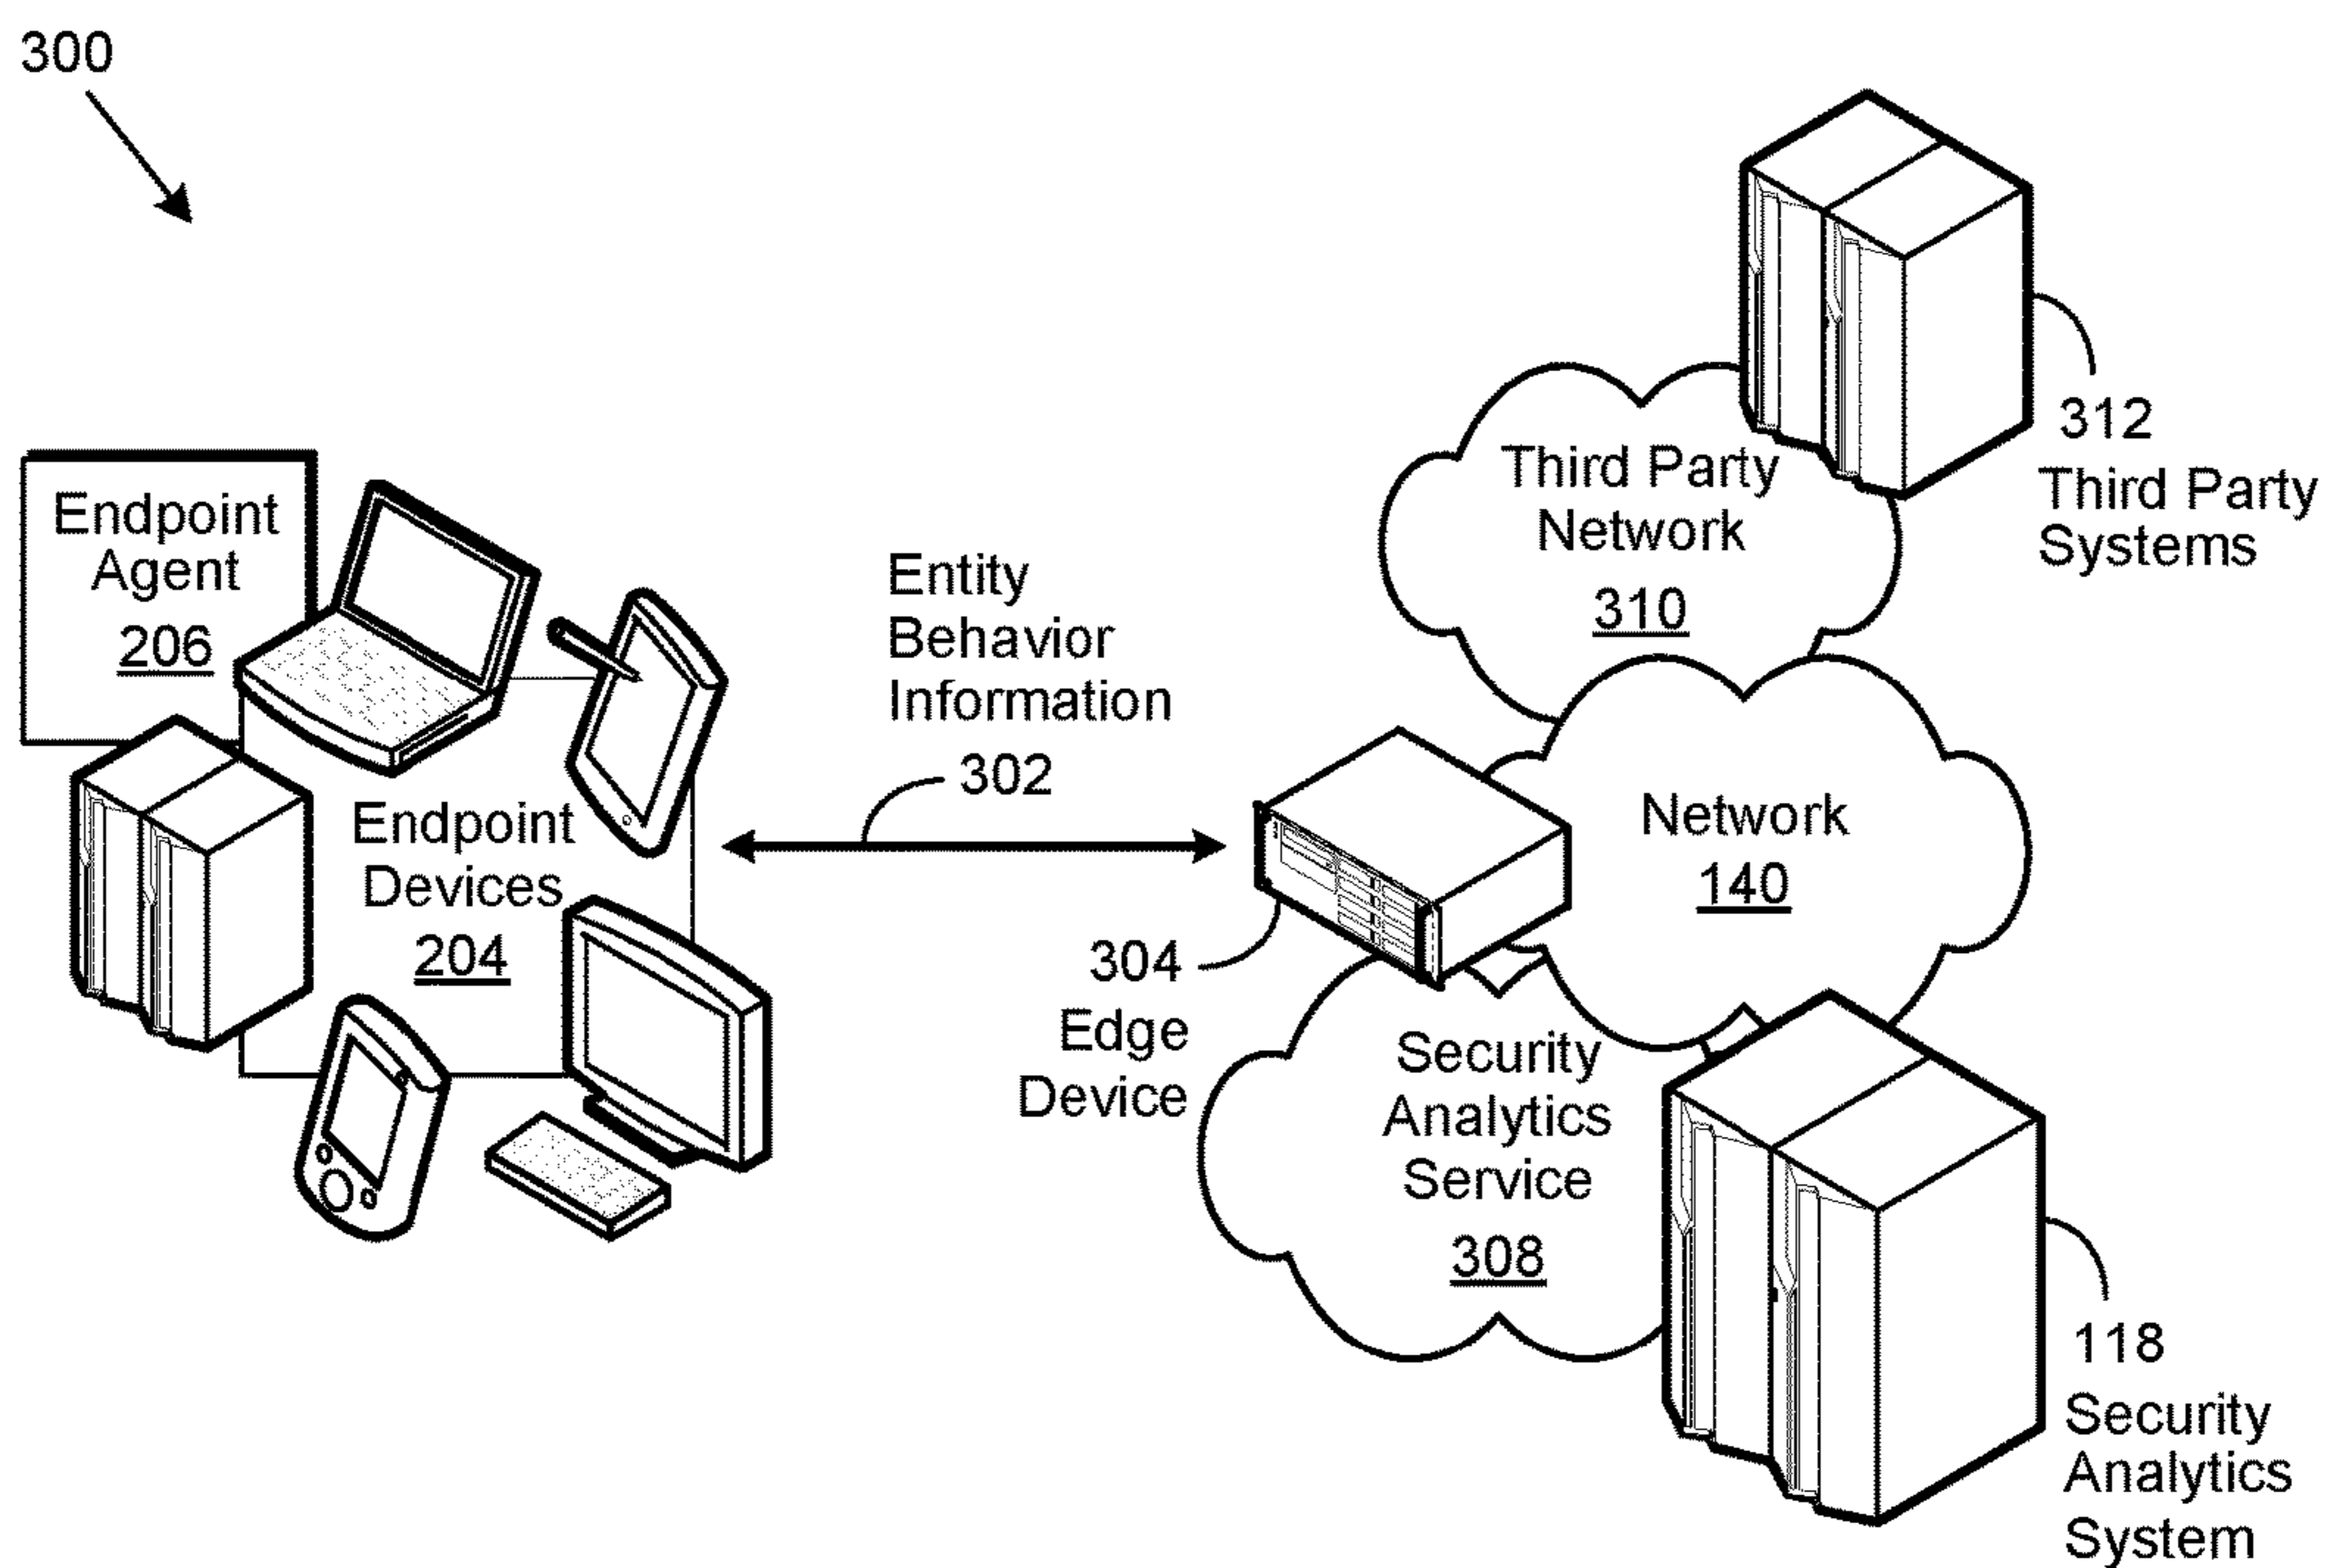 300
Endpoint
Agent
206
Endpoint
Devices
204
Entity
Behavior
Information
302
304
Edge
Device
Third Party
Network
310
312
Third Party
Systems
Network
140
Security
Analytics
Service
308
118
Security
Analytics
System